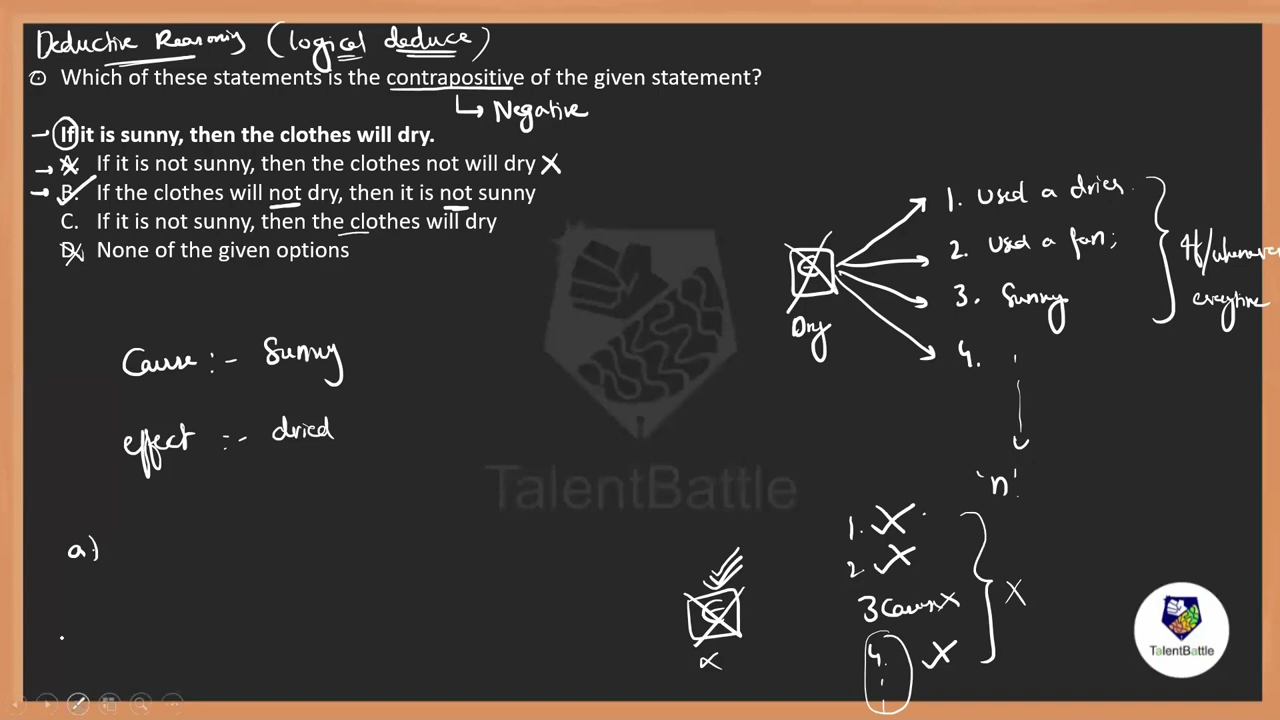 Deductive Reasoning (logical deduce)
Which of these statements is the contrapositive of the given statement?
↳ Negative
If it is sunny, then the clothes will dry.
A. If it is not sunny, then the clothes not will dry X
B. If the clothes will not dry, then it is not sunny
C. If it is not sunny, then the clothes will dry
D. None of the given options
1. Used a drier.
2. Used a fan;
3. Sunny
4.
If/whenever
everytime
C
Dry
'n'
Cause :- Sunny
effect :- dried
TalentBattle
a)
1.
2.
3 X
4.
X
C
TalentBattle